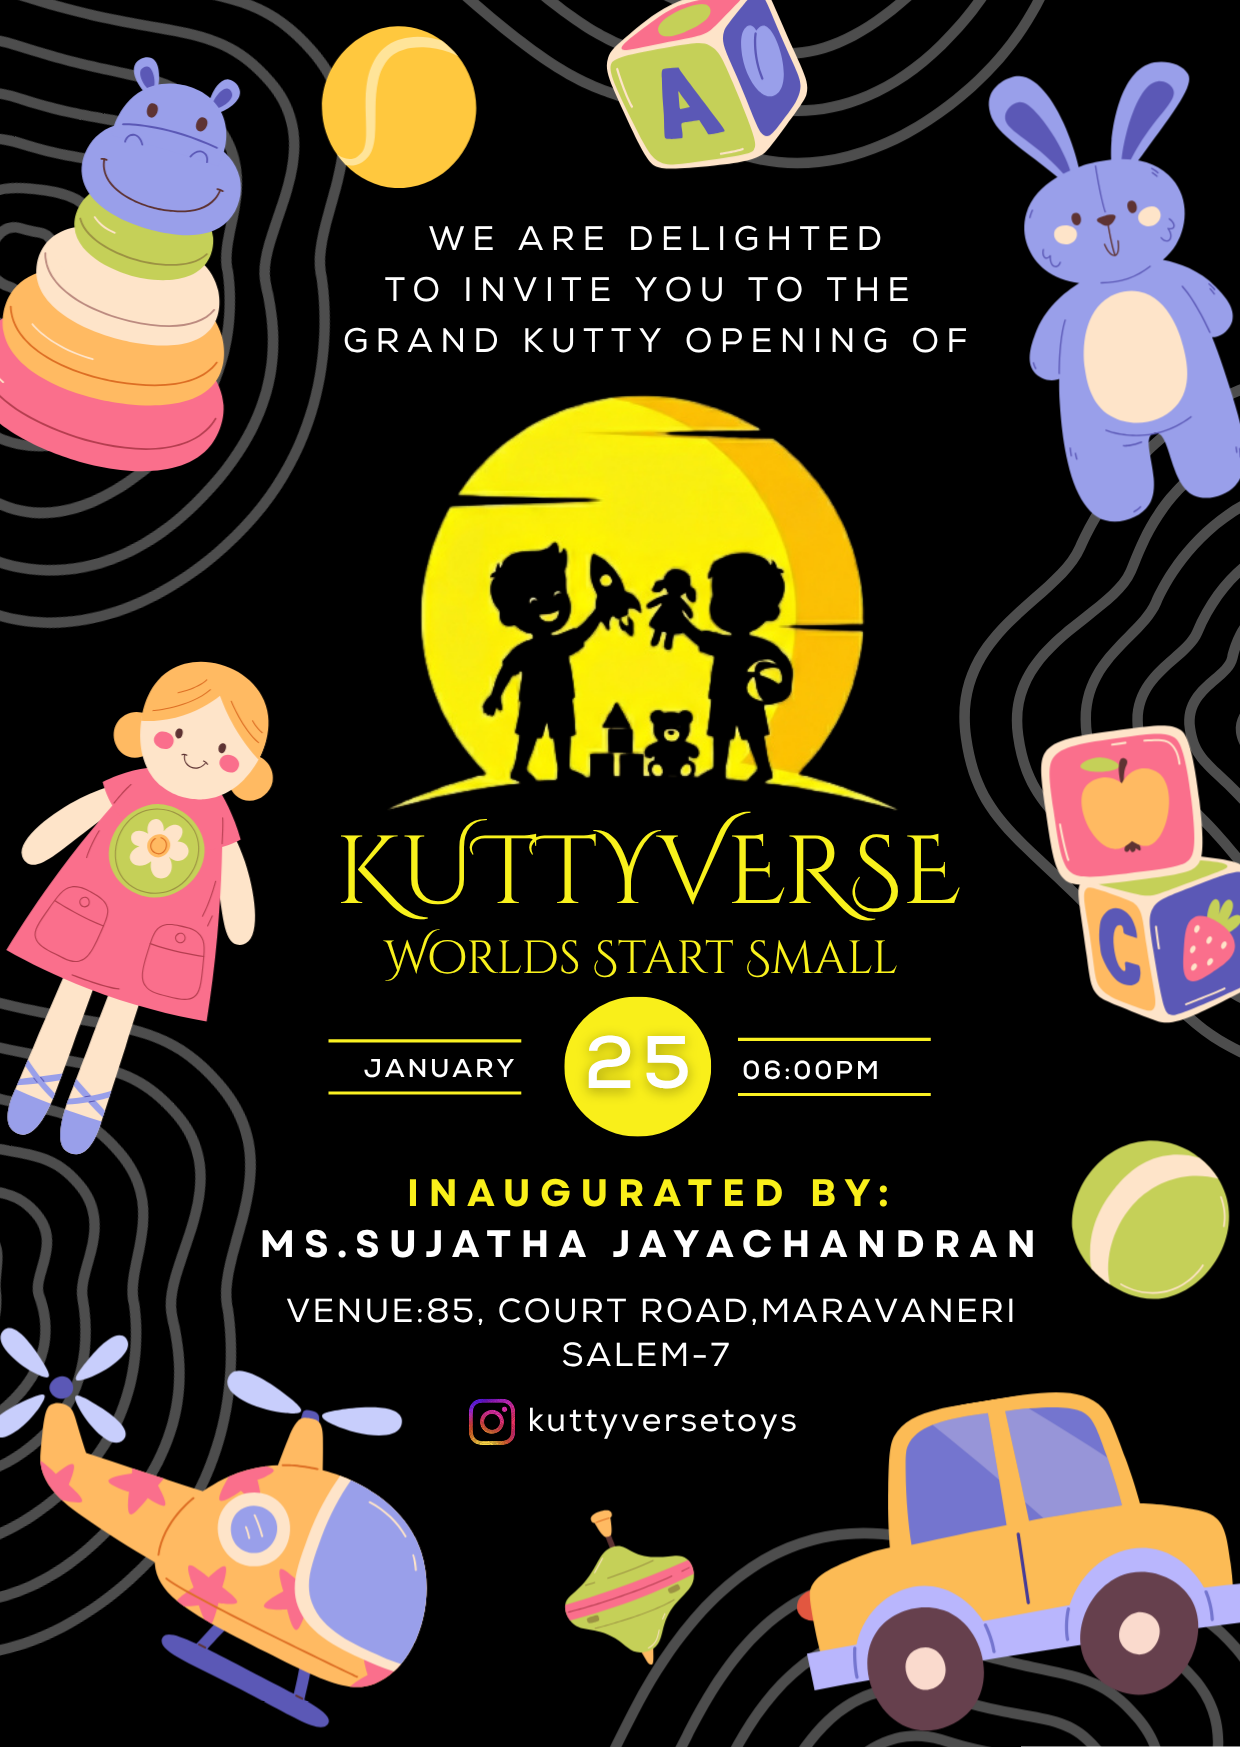 A
WE ARE DELIGHTED
TO INVITE YOU TO THE
GRAND KUTTY OPENING OF
KUTTYVERSE
WORLDS START SMALL
JANUARY 25 06:00PM
C
INAUGURATED BY:
MS.SUJATHA JAYACHANDRAN
VENUE:85, COURT ROAD,MARAVANERI
SALEM-7
kuttyversetoys